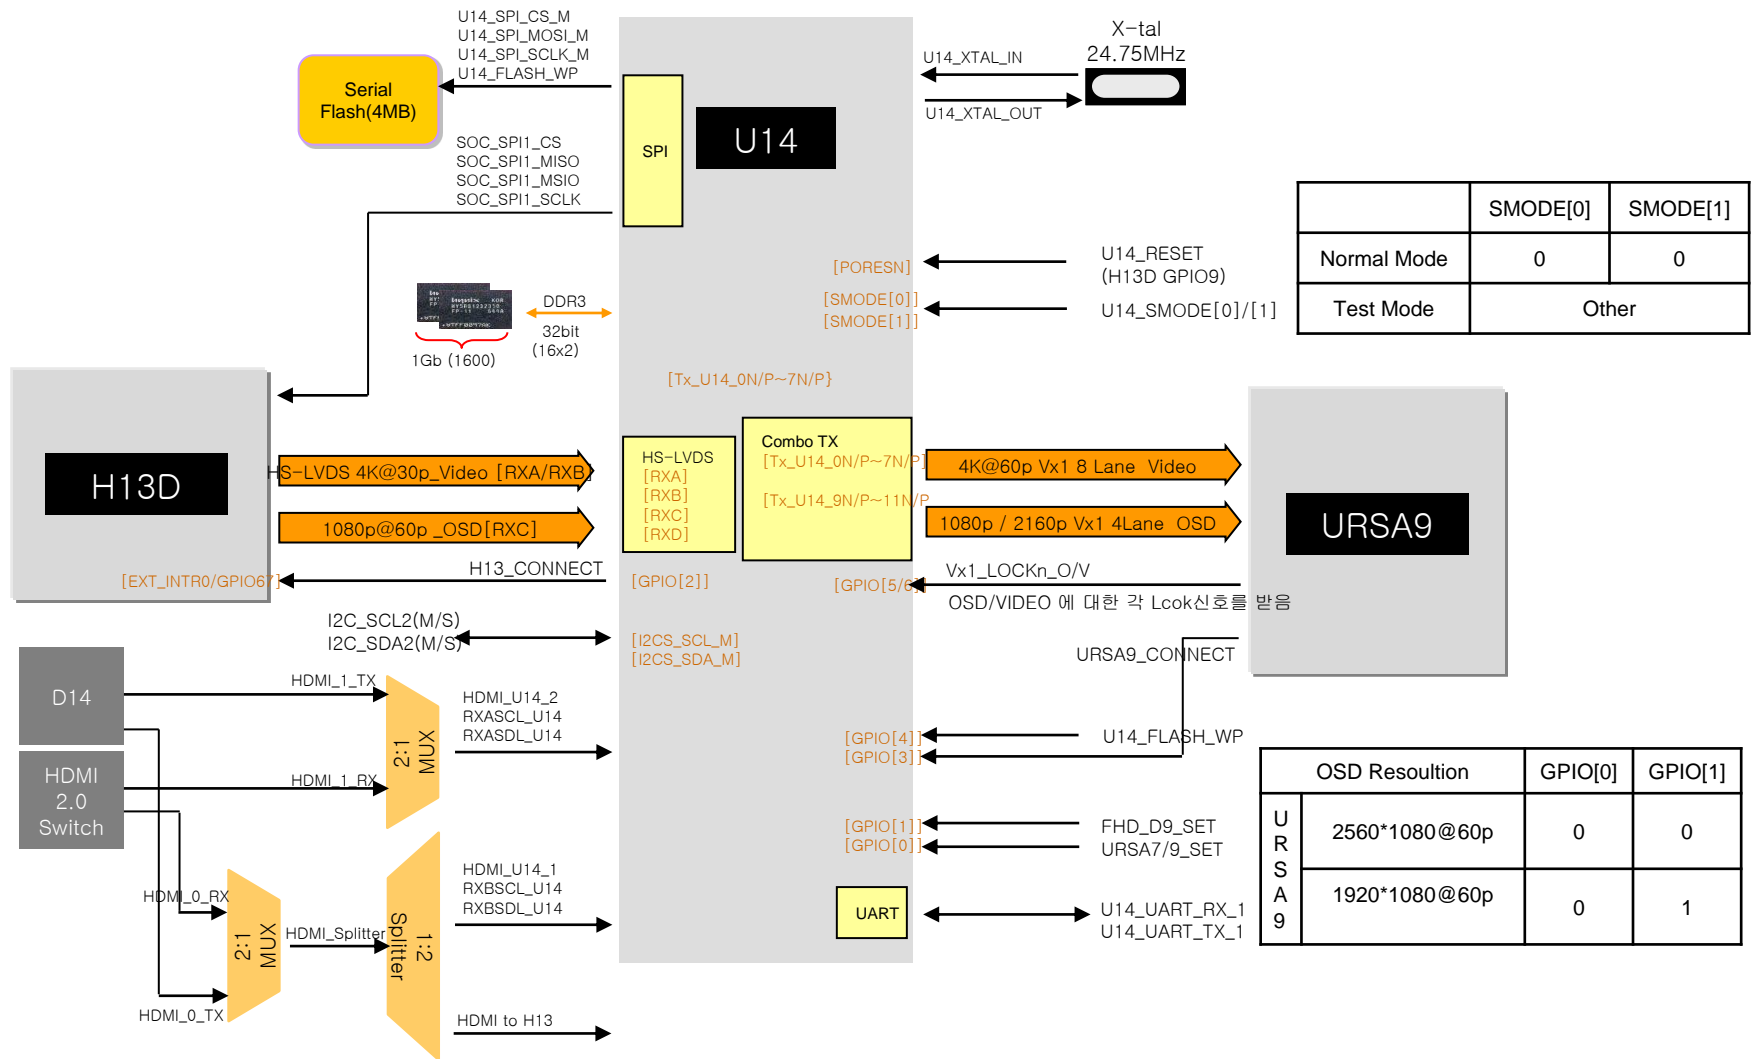 U14_SPI_CS_M
U14_SPI_MOSI_M
U14_SPI_SCLK_M
U14_FLASH_WP
Serial
Flash(4MB)
SOC_SPI1_CS
SOC_SPI1_MISO
SOC_SPI1_MSIO
SOC_SPI1_SCLK
SPI
U14
X-tal
24.75MHz
U14_XTAL_IN
U14_XTAL_OUT
[PORESN]
U14_RESET
(H13D GPIO9)
[SMODE[0]]
[SMODE[1]]
U14_SMODE[0]/[1]
SMODE[0] SMODE[1]
Normal Mode 0 0
Test Mode Other
DDR3
32bit
(16x2)
1Gb (1600)
[Tx_U14_0N/P~7N/P}
H13D
HS-LVDS 4K@30p_Video [RXA/RXB]
1080p@60p _OSD[RXC]
HS-LVDS
[RXA]
[RXB]
[RXC]
[RXD]
Combo TX
[Tx_U14_0N/P~7N/P]
[Tx_U14_9N/P~11N/P
4K@60p Vx1 8 Lane Video
1080p / 2160p Vx1 4Lane OSD
URSA9
[EXT_INTR0/GPIO67]
H13_CONNECT
[GPIO[2]]
[GPIO[5/6]]
Vx1_LOCKn_O/V
OSD/VIDEO 에 대한 각 Lcok신호를 받음
I2C_SCL2(M/S)
I2C_SDA2(M/S)
[I2CS_SCL_M]
[I2CS_SDA_M]
URSA9_CONNECT
D14
HDMI_1_TX
HDMI
2.0
Switch
HDMI_1_RX
2:1
MUX
HDMI_U14_2
RXASCL_U14
RXASDL_U14
[GPIO[4]]
[GPIO[3]]
U14_FLASH_WP
[GPIO[1]]
[GPIO[0]]
FHD_D9_SET
URSA7/9_SET
OSD Resoultion GPIO[0] GPIO[1]
URSA9
2560*1080@60p 0 0
1920*1080@60p 0 1
HDMI_0_RX
HDMI_0_TX
2:1
MUX
HDMI_Splitter
1:2
Splitter
HDMI_U14_1
RXBSCL_U14
RXBSDL_U14
HDMI to H13
UART
U14_UART_RX_1
U14_UART_TX_1